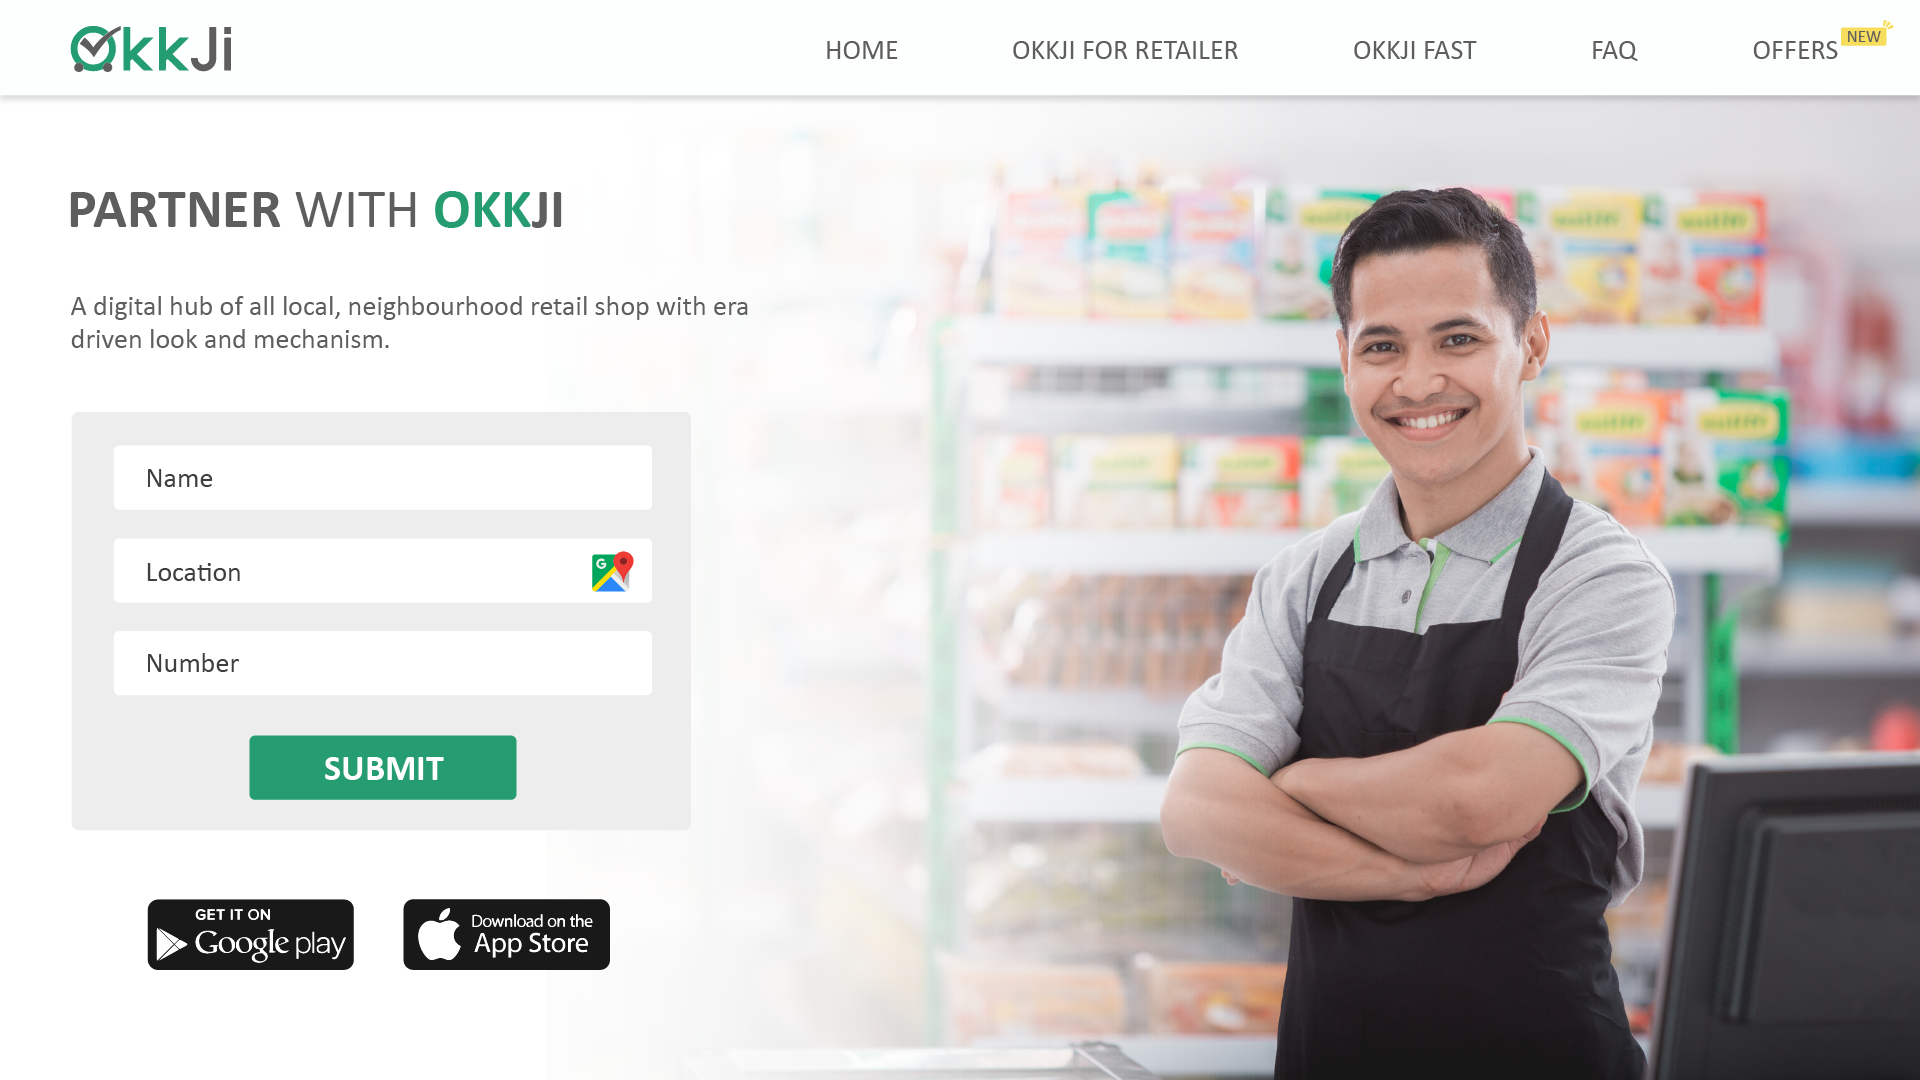 OkkJi
HOME
OKKJI FOR RETAILER
OKKJI FAST
FAQ
OFFERS
NEW
PARTNER WITH OKKJI
A digital hub of all local, neighbourhood retail shop with era
driven look and mechanism.
Name
Location
G
Number
SUBMIT
GET IT ON
Google play
Download on the
App Store